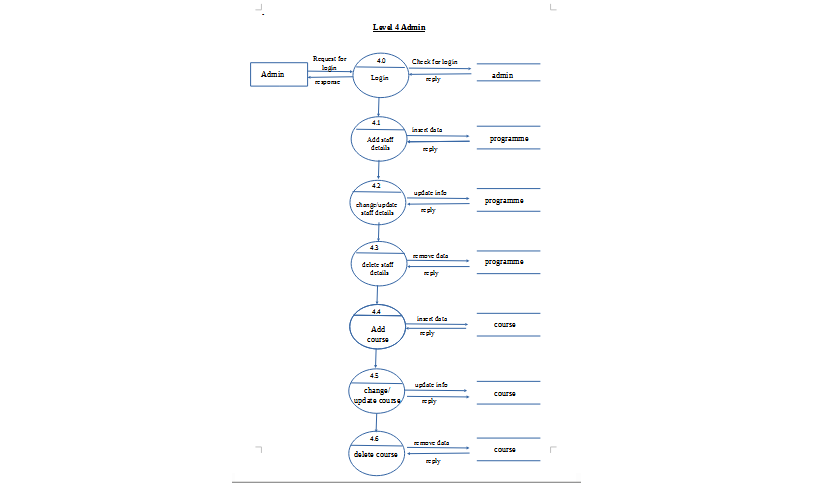 Level 4 Admin
Admin
Request for
login
response
4.0
Login
Check for login
reply
admin
4.1
Add staff
details
insert data
reply
programme
4.2
change/update
staff details
update info
reply
programme
4.3
delete staff
details
remove data
reply
programme
4.4
Add
course
insert data
reply
course
4.5
change/
update course
update info
reply
course
4.6
delete course
remove data
reply
course